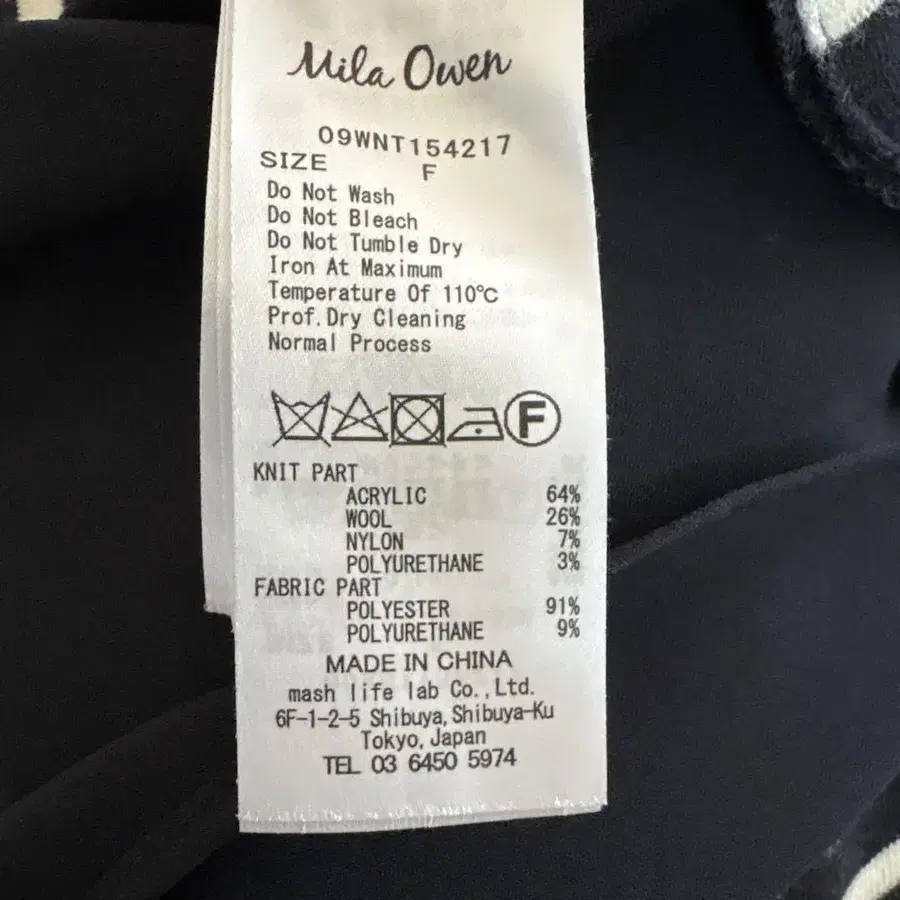 Mila Owen
09WNT154217
SIZE F
Do Not Wash
Do Not Bleach
Do Not Tumble Dry
Iron At Maximum
Temperature Of 110℃
Prof.Dry Cleaning
Normal Process
F
KNIT PART
ACRYLIC 64%
WOOL 26%
NYLON 7%
POLYURETHANE 3%
FABRIC PART
POLYESTER 91%
POLYURETHANE 9%
MADE IN CHINA
mash life lab Co.,Ltd.
6F-1-2-5 Shibuya,Shibuya-Ku
Tokyo,Japan
TEL 03 6450 5974